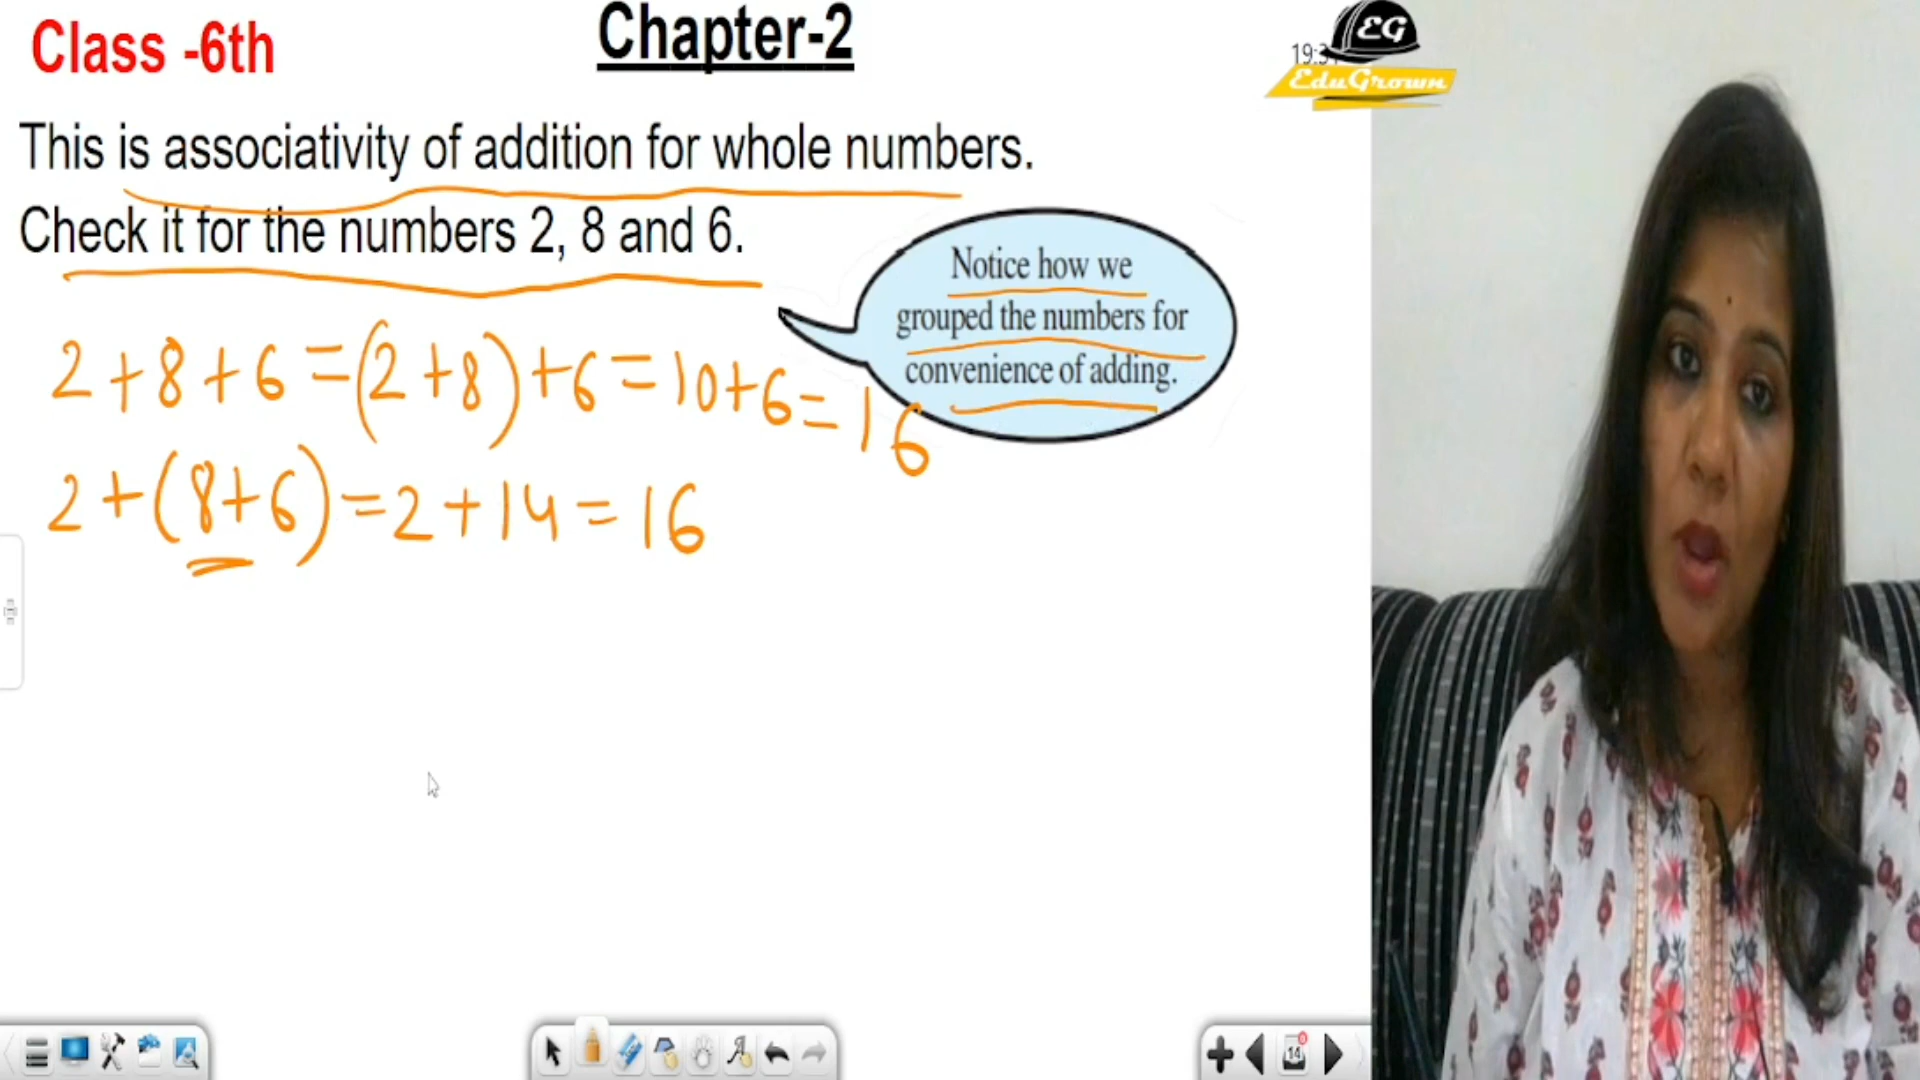 Class -6th
Chapter-2
EG
EduGrown
This is associativity of addition for whole numbers.
Check it for the numbers 2, 8 and 6.
Notice how we
grouped the numbers for
convenience of adding.
2+8+6=(2+8)+6=10+6=16
2+(8+6)=2+14=16
14